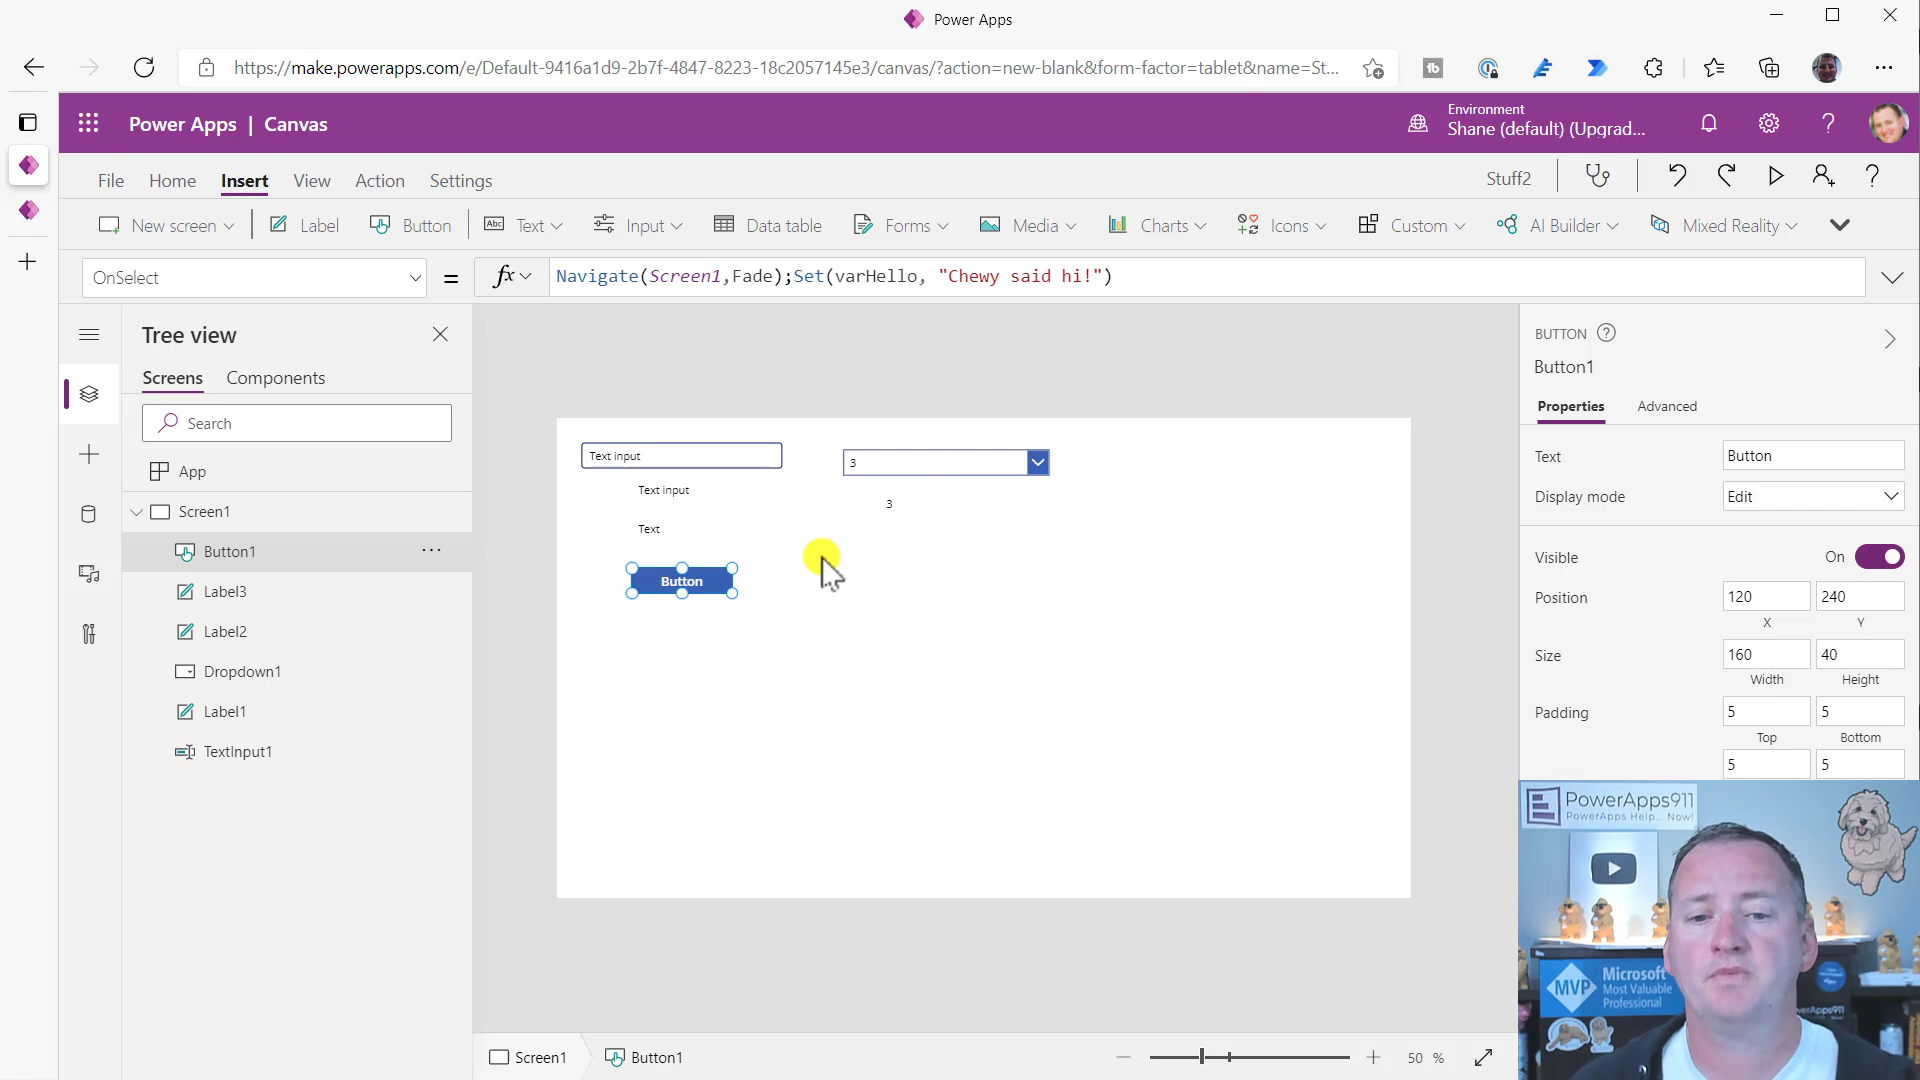 Power Apps
https://make.powerapps.com/e/Default-9416a1d9-2b7f-4847-8223-18c2057145e3/canvas/?action=new-blank&form-factor=tablet&name=St...
Power Apps | Canvas
Environment
Shane (default) (Upgrad...
File Home Insert View Action Settings
Stuff2
New screen Label Button Text Input Data table Forms Media Charts Icons Custom AI Builder Mixed Reality
OnSelect = fx Navigate(Screen1,Fade);Set(varHello, "Chewy said hi!")
Tree view
Screens Components
Search
App
Screen1
Button1 ...
Label3
Label2
Dropdown1
Label1
TextInput1
Text input
3
Text input
3
Text
Button
BUTTON
Button1
Properties Advanced
Text Button
Display mode Edit
Visible On
Position 120 240
X Y
Size 160 40
Width Height
Padding 5 5
Top Bottom
5 5
PowerApps911
PowerApps Help... Now!
MVP Microsoft
Most Valuable
Professional
Screen1 Button1
50 %